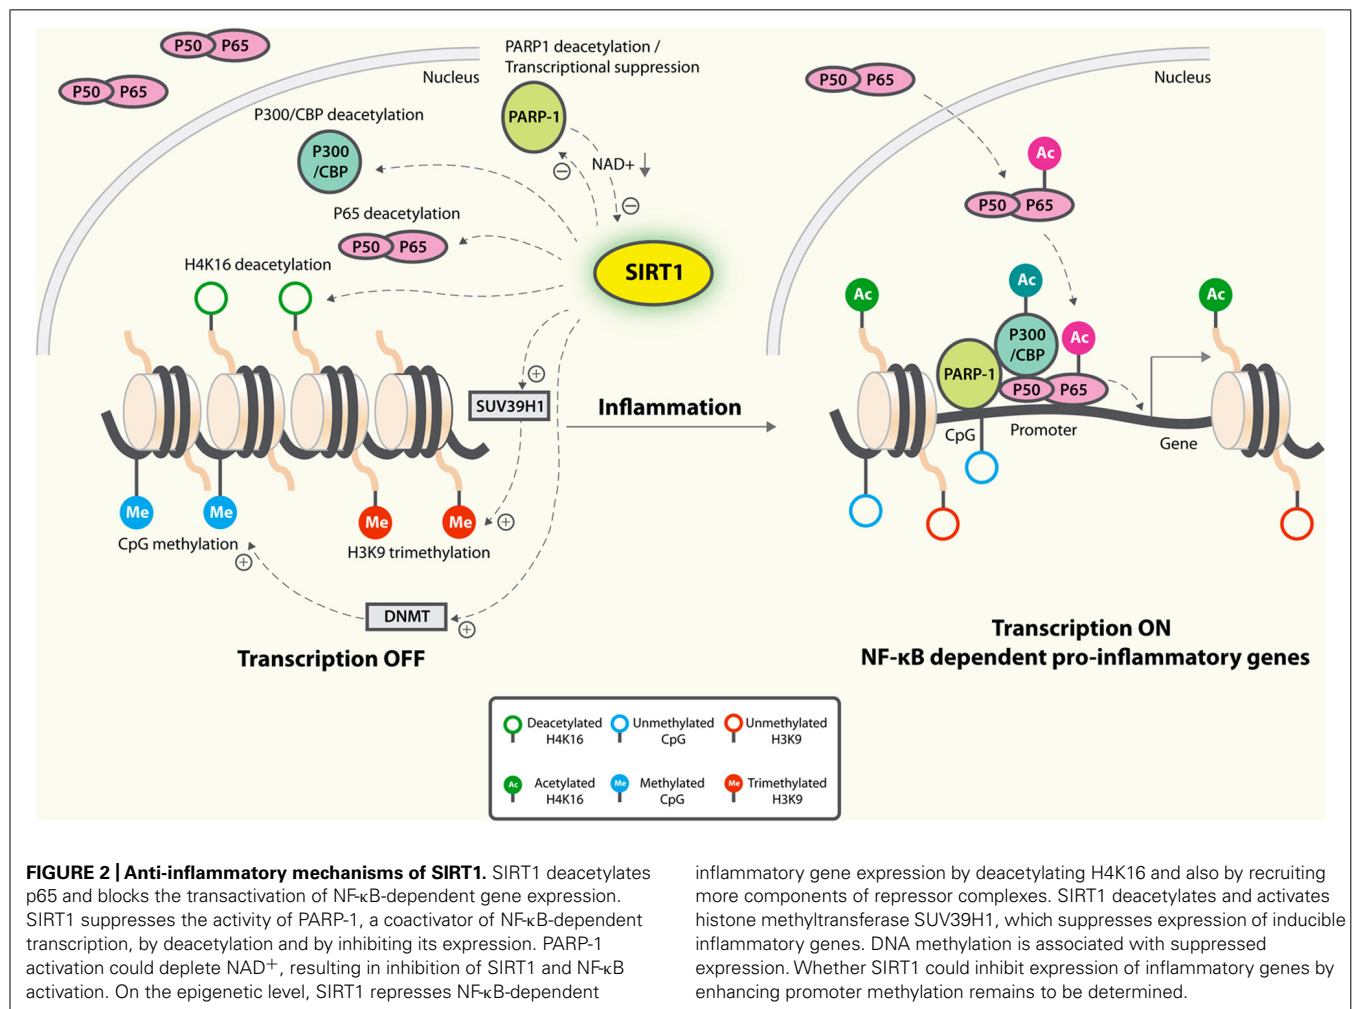 P50 P65
P50 P65
Nucleus
PARP1 deacetylation /
Transcriptional suppression
PARP-1
P300/CBP deacetylation
P300
/CBP
NAD+ ↓
−
−
P65 deacetylation
P50 P65
SIRT1
H4K16 deacetylation
+
SUV39H1
Me
Me
Me
Me
+
CpG methylation
H3K9 trimethylation
+
DNMT
+
Transcription OFF
Inflammation
P50 P65
Nucleus
Ac
P50 P65
Ac
Ac
Ac
P300
/CBP
Ac
PARP-1
P50 P65
CpG
Promoter
Gene
Transcription ON
NF-κB dependent pro-inflammatory genes
Deacetylated
H4K16
Unmethylated
CpG
Unmethylated
H3K9
Ac
Acetylated
H4K16
Me
Methylated
CpG
Me
Trimethylated
H3K9
FIGURE 2 | Anti-inflammatory mechanisms of SIRT1. SIRT1 deacetylates
p65 and blocks the transactivation of NF-κB-dependent gene expression.
SIRT1 suppresses the activity of PARP-1, a coactivator of NF-κB-dependent
transcription, by deacetylation and by inhibiting its expression. PARP-1
activation could deplete NAD+, resulting in inhibition of SIRT1 and NF-κB
activation. On the epigenetic level, SIRT1 represses NF-κB-dependent
inflammatory gene expression by deacetylating H4K16 and also by recruiting
more components of repressor complexes. SIRT1 deacetylates and activates
histone methyltransferase SUV39H1, which suppresses expression of inducible
inflammatory genes. DNA methylation is associated with suppressed
expression. Whether SIRT1 could inhibit expression of inflammatory genes by
enhancing promoter methylation remains to be determined.